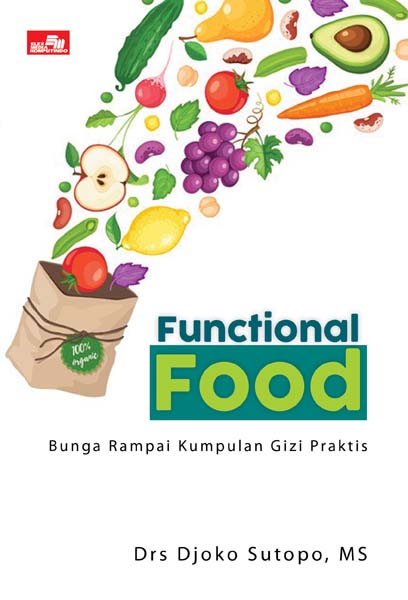 ELEX MEDIA KOMPUTINDO
100%
organic
Functional
Food
Bunga Rampai Kumpulan Gizi Praktis
Drs Djoko Sutopo, MS